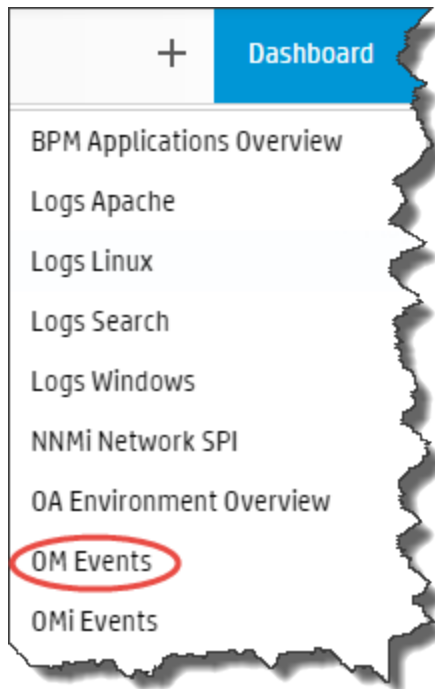 + Dashboard
BPM Applications Overview
Logs Apache
Logs Linux
Logs Search
Logs Windows
NNMi Network SPI
OA Environment Overview
OM Events
OMi Events